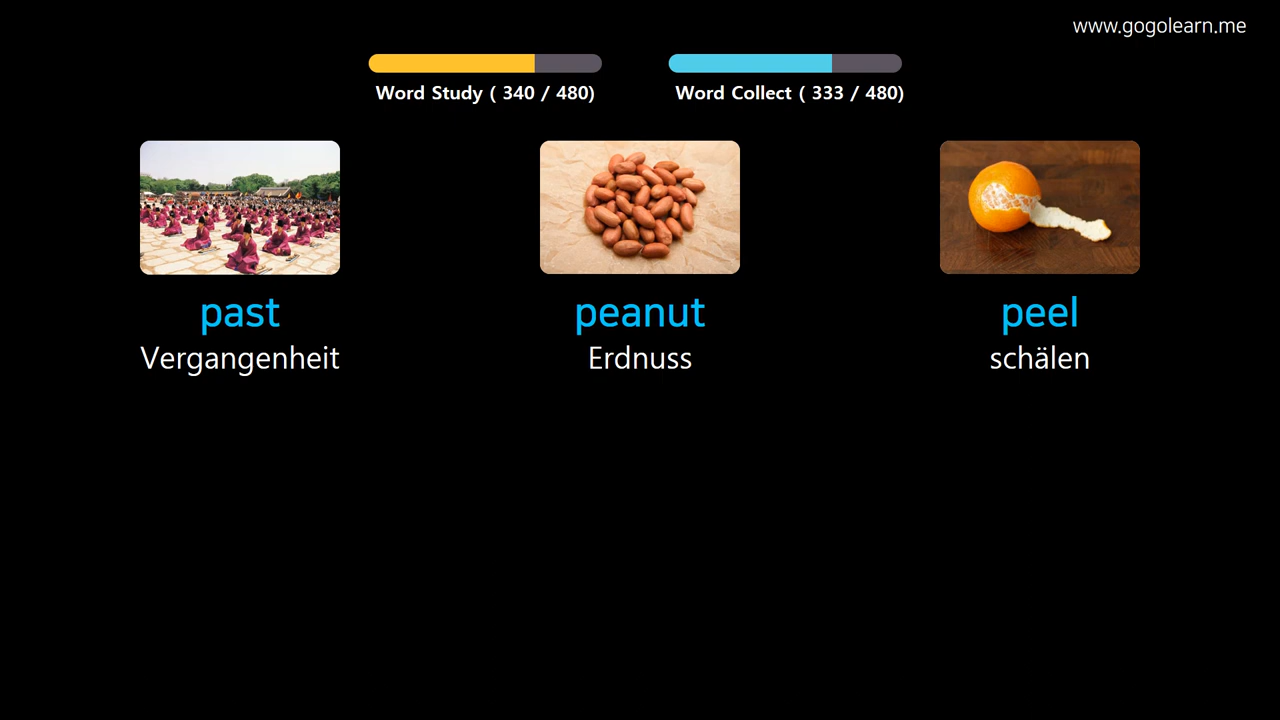 www.gogolearn.me
Word Study ( 340 / 480)
Word Collect ( 333 / 480)
past
Vergangenheit
peanut
Erdnuss
peel
schälen